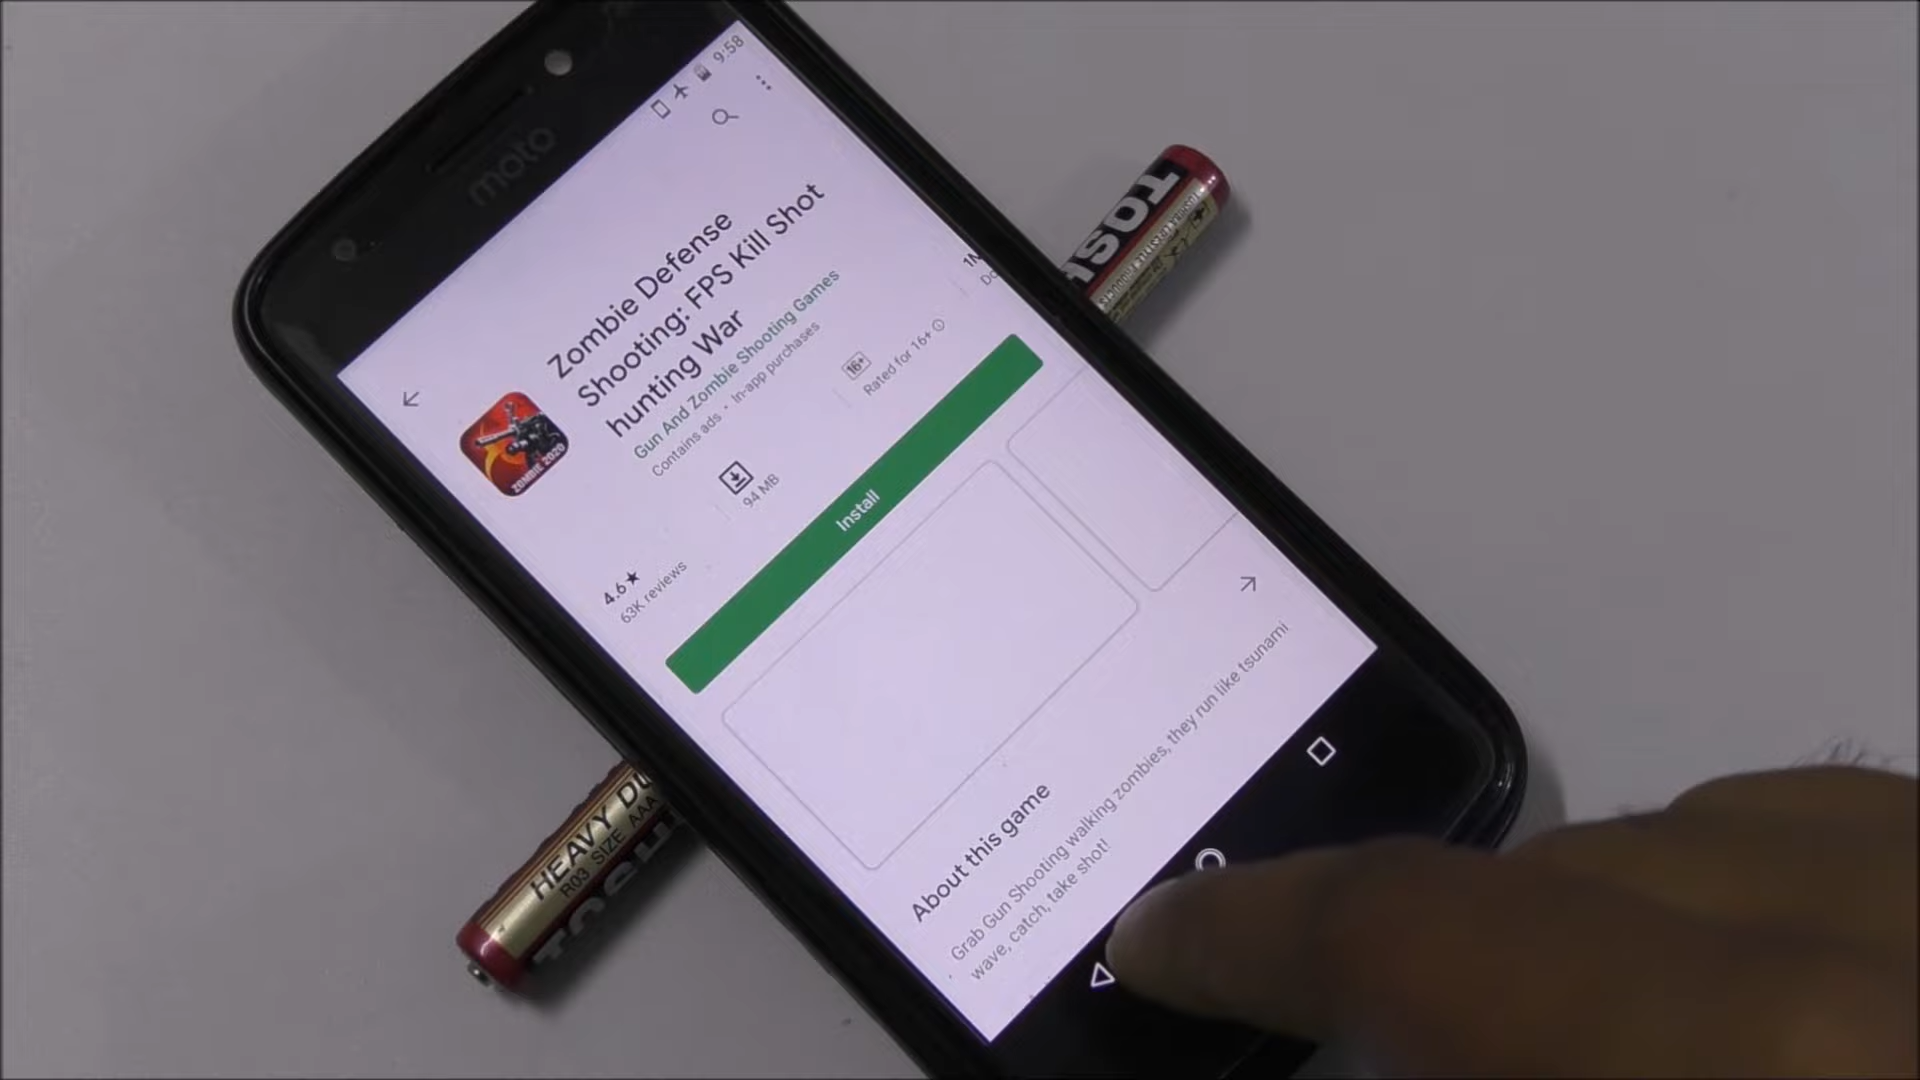 moto
9:58
Zombie Defense
Shooting: FPS Kill Shot
hunting War
Gun And Zombie Shooting Games
Contains ads • In-app purchases
ZOMBIE 2020
4.6★
63K reviews
94 MB
16+
Rated for 16+
1M
Do
Install
About this game
Grab Gun Shooting walking zombies, they run like tsunami
wave, catch, take shot!
TOSH
HEAVY DU
R03 SIZE AAA
TOSHI